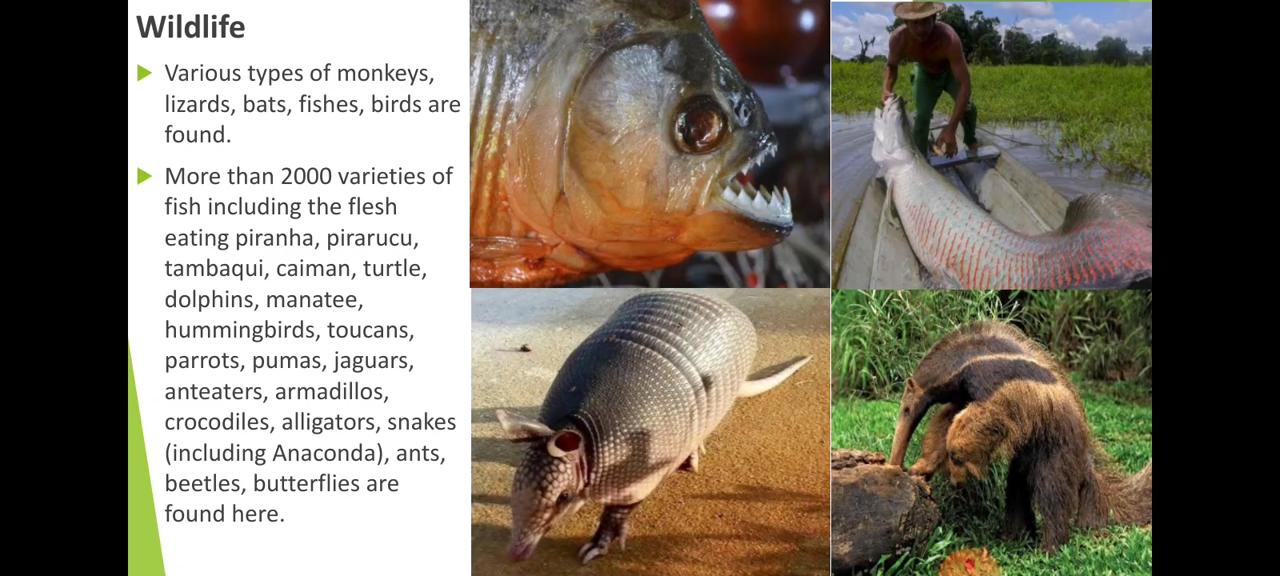 Wildlife
Various types of monkeys,
lizards, bats, fishes, birds are
found.
More than 2000 varieties of
fish including the flesh
eating piranha, pirarucu,
tambaqui, caiman, turtle,
dolphins, manatee,
hummingbirds, toucans,
parrots, pumas, jaguars,
anteaters, armadillos,
crocodiles, alligators, snakes
(including Anaconda), ants,
beetles, butterflies are
found here.